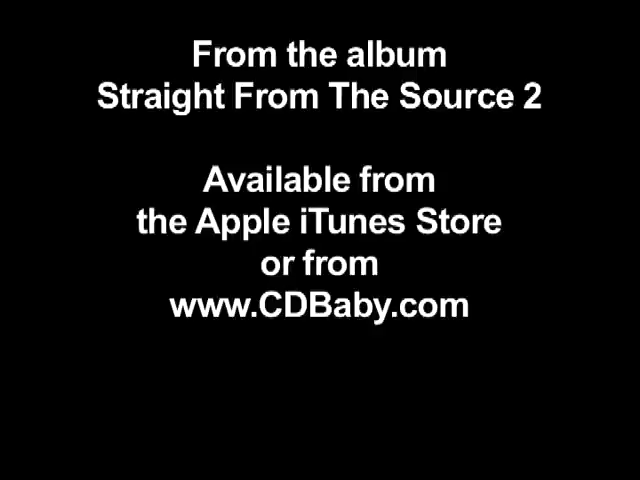 From the album
Straight From The Source 2
Available from
the Apple iTunes Store
or from
www.CDBaby.com